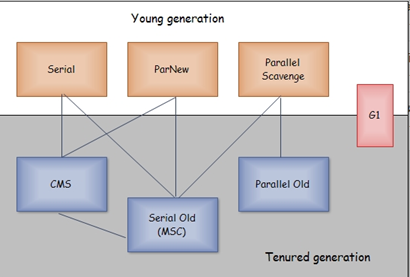 Young generation
Serial
ParNew
Parallel
Scavenge
G1
CMS
Serial Old
(MSC)
Parallel Old
Tenured generation